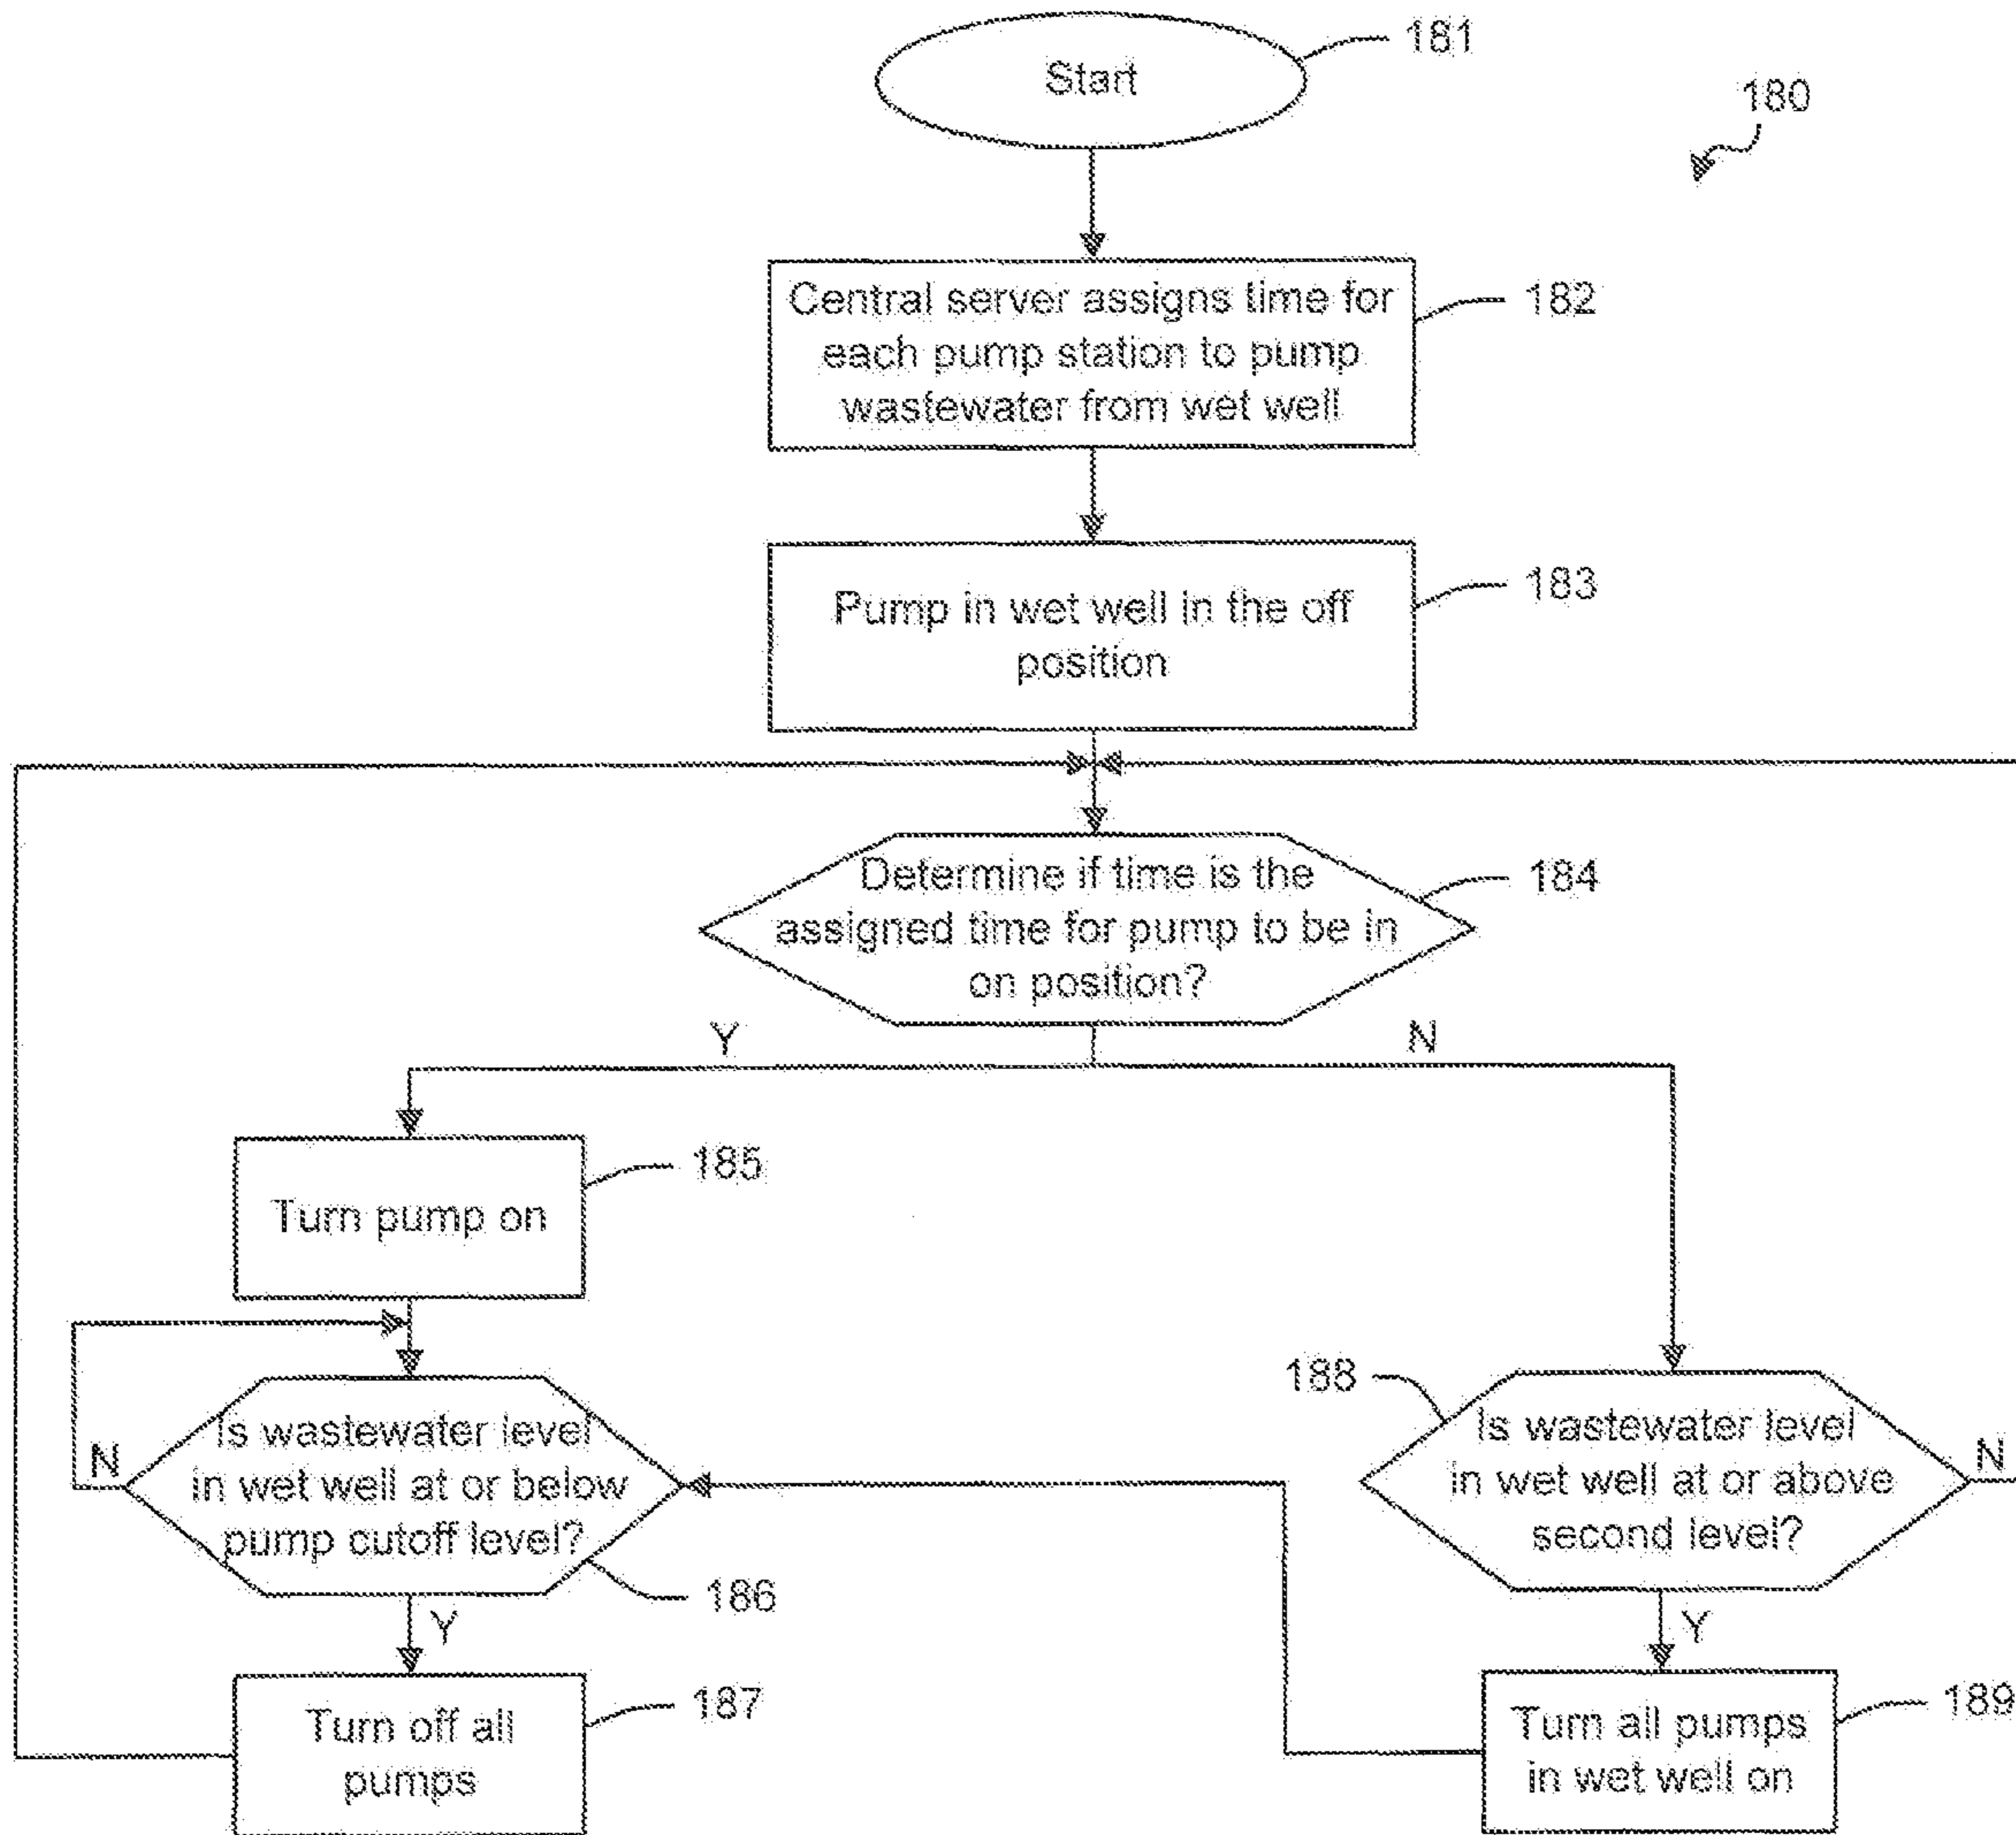 Start
181
180
Central server assigns time for
each pump station to pump
wastewater from wet well
182
Pump in wet well in the off
position
183
Determine if time is the
assigned time for pump to be in
on position?
184
Y
N
Turn pump on
185
Is wastewater level
in wet well at or below
pump cutoff level?
N
186
Y
Turn off all
pumps
187
188
Is wastewater level
in wet well at or above
second level?
N
Y
Turn all pumps
in wet well on
189